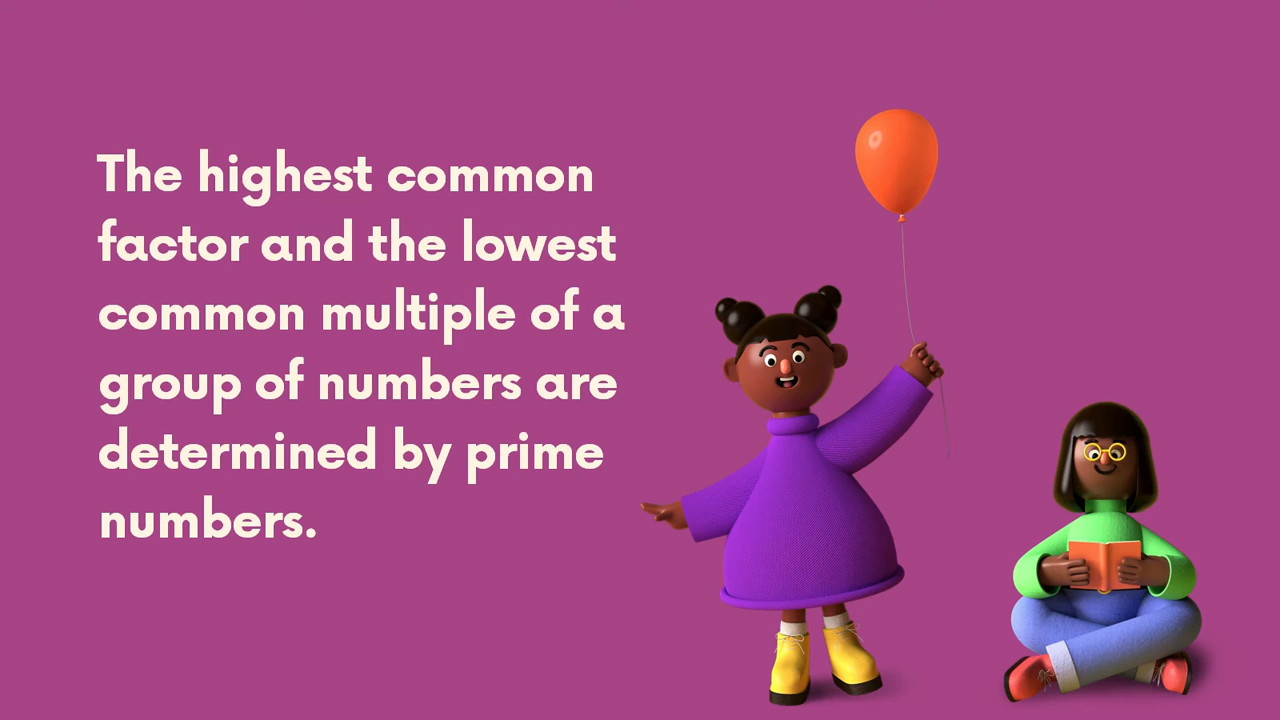 The highest common
factor and the lowest
common multiple of a
group of numbers are
determined by prime
numbers.